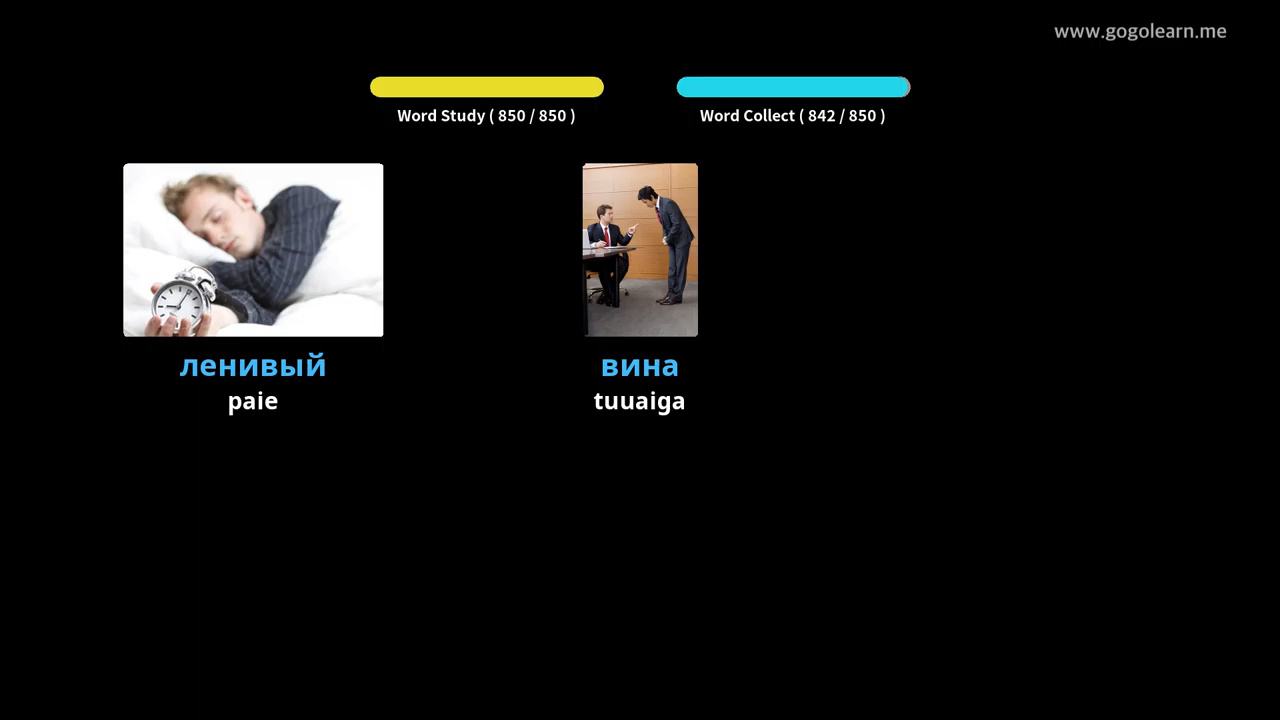 www.gogolearn.me
Word Study ( 850 / 850 )
Word Collect ( 842 / 850 )
ленивый
paie
вина
tuuaiga